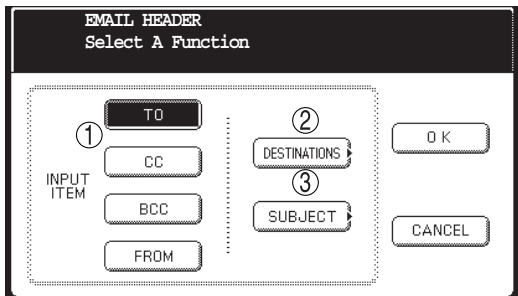 EMAIL HEADER
Select A Function
① TO
② DESTINATIONS
OK
CC
INPUT
ITEM
③ SUBJECT
BCC
CANCEL
FROM